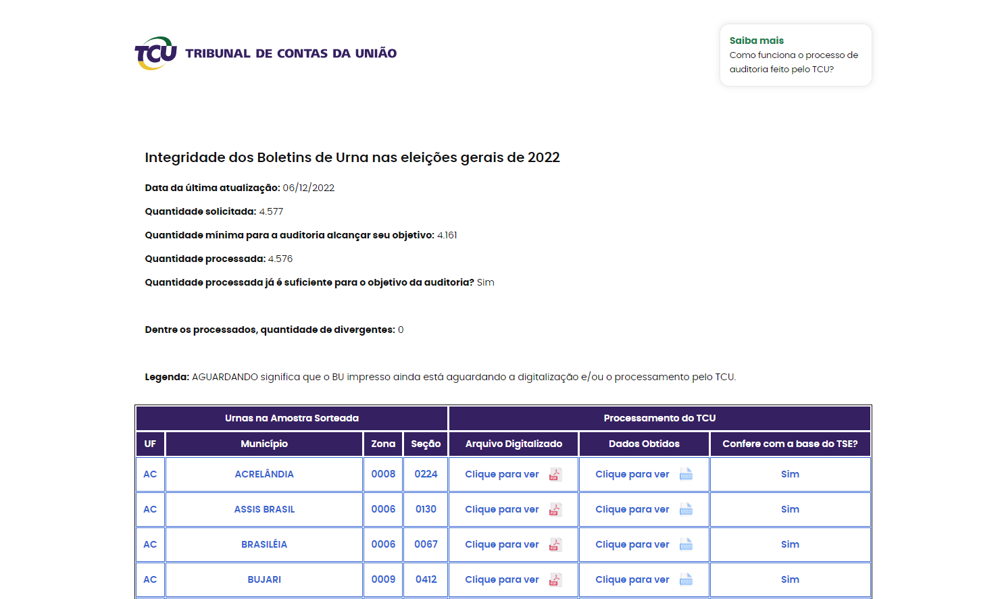 TCU TRIBUNAL DE CONTAS DA UNIÃO
Saiba mais
Como funciona o processo de
auditoria feito pelo TCU?
Integridade dos Boletins de Urna nas eleições gerais de 2022
Data da última atualização: 06/12/2022
Quantidade solicitada: 4.577
Quantidade mínima para a auditoria alcançar seu objetivo: 4.161
Quantidade processada: 4.576
Quantidade processada já é suficiente para o objetivo da auditoria? Sim
Dentre os processados, quantidade de divergentes: 0
Legenda: AGUARDANDO significa que o BU impresso ainda está aguardando a digitalização e/ou o processamento pelo TCU.
Urnas na Amostra Sorteada Processamento do TCU
UF Município Zona Seção Arquivo Digitalizado Dados Obtidos Confere com a base do TSE?
AC ACRELÂNDIA 0008 0224 Clique para ver PDF Clique para ver Sim
AC ASSIS BRASIL 0006 0130 Clique para ver PDF Clique para ver Sim
AC BRASILÉIA 0006 0067 Clique para ver PDF Clique para ver Sim
AC BUJARI 0009 0412 Clique para ver PDF Clique para ver Sim